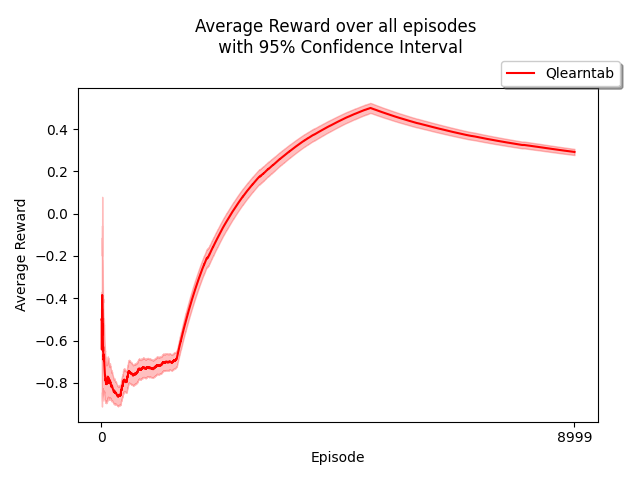 Average Reward over all episodes
with 95% Confidence Interval
Qlearntab
Average Reward
0.4
0.2
0.0
−0.2
−0.4
−0.6
−0.8
0
8999
Episode